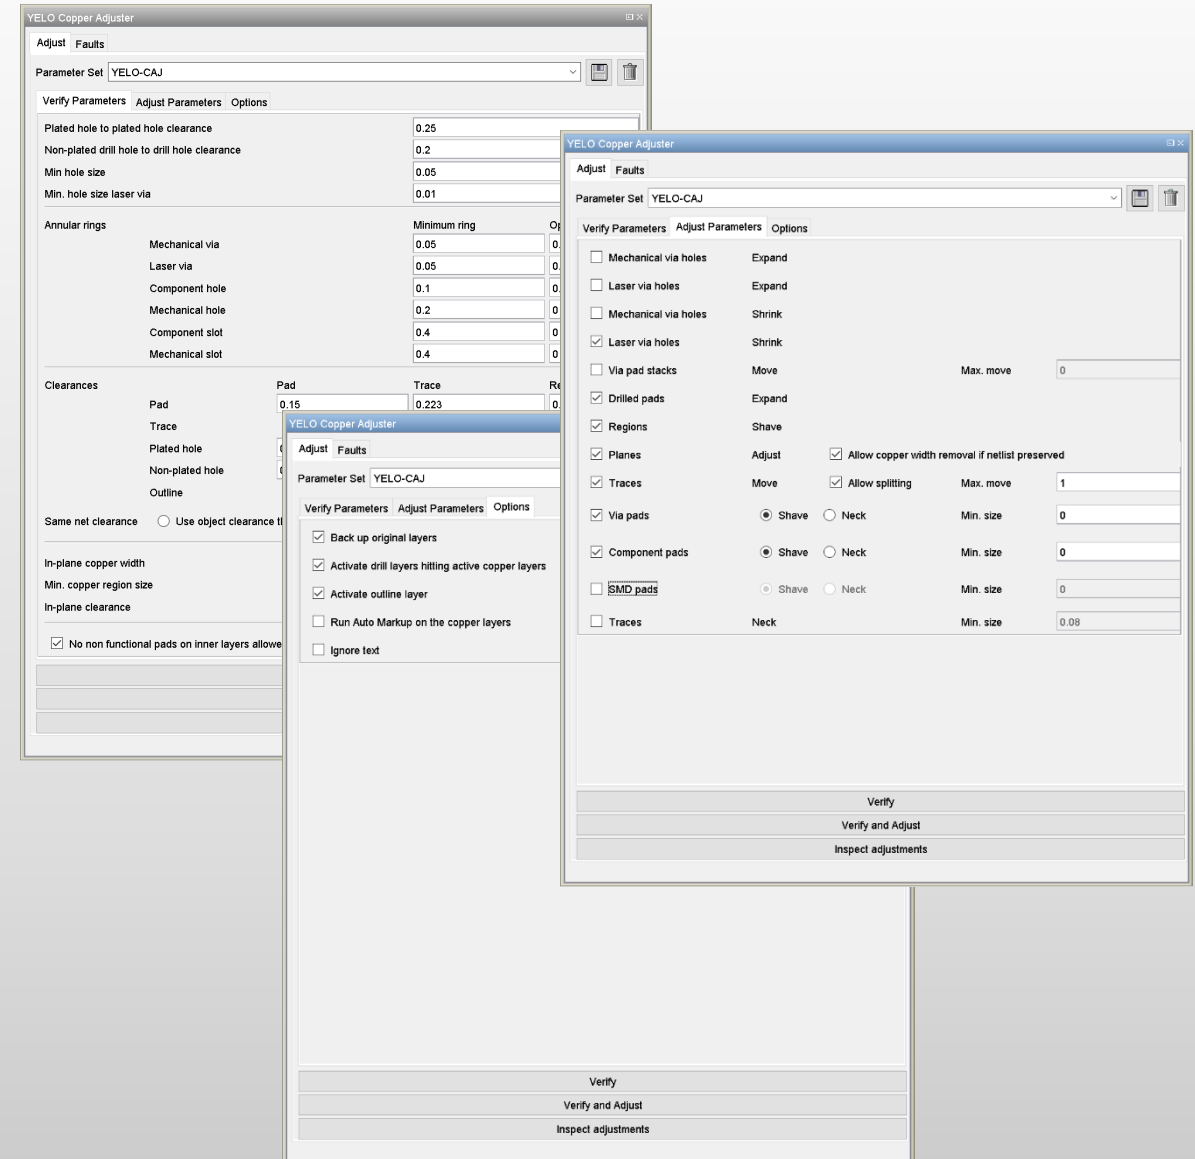 YELO Copper Adjuster
Adjust Faults
Parameter Set YELO-CAJ
Verify Parameters Adjust Parameters Options
Plated hole to plated hole clearance 0.25
Non-plated drill hole to drill hole clearance 0.2
Min hole size 0.05
Min. hole size laser via 0.01
Annular rings Minimum ring
Mechanical via 0.05
Laser via 0.05
Component hole 0.1
Mechanical hole 0.2
Component slot 0.4
Mechanical slot 0.4
Clearances Pad Trace
Pad 0.15 0.223
Trace
Plated hole
Non-plated hole
Outline
Same net clearance Use object clearance
In-plane copper width
Min. copper region size
In-plane clearance
No non functional pads on inner layers allowe
YELO Copper Adjuster
Adjust Faults
Parameter Set YELO-CAJ
Verify Parameters Adjust Parameters Options
Back up original layers
Activate drill layers hitting active copper layers
Activate outline layer
Run Auto Markup on the copper layers
Ignore text
Verify
Verify and Adjust
Inspect adjustments
YELO Copper Adjuster
Adjust Faults
Parameter Set YELO-CAJ
Verify Parameters Adjust Parameters Options
Mechanical via holes Expand
Laser via holes Expand
Mechanical via holes Shrink
Laser via holes Shrink
Via pad stacks Move Max. move 0
Drilled pads Expand
Regions Shave
Planes Adjust Allow copper width removal if netlist preserved
Traces Move Allow splitting Max. move 1
Via pads Shave Neck Min. size 0
Component pads Shave Neck Min. size 0
SMD pads Shave Neck Min. size 0
Traces Neck Min. size 0.08
Verify
Verify and Adjust
Inspect adjustments